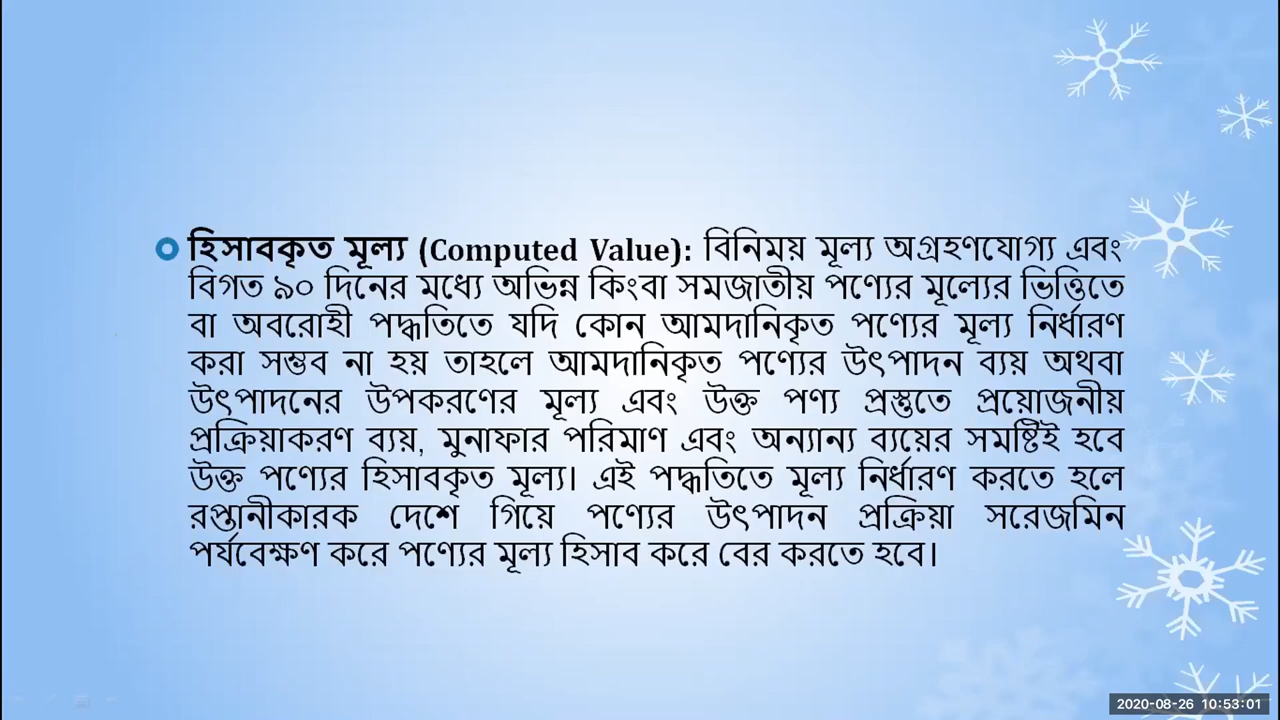 হিসাবকৃত মূল্য (Computed Value): বিনিময় মূল্য অগ্রহণযোগ্য এবং
বিগত ৯০ দিনের মধ্যে অভিন্ন কিংবা সমজাতীয় পণ্যের মূল্যের ভিত্তিতে
বা অবরোহী পদ্ধতিতে যদি কোন আমদানিকৃত পণ্যের মূল্য নির্ধারণ
করা সম্ভব না হয় তাহলে আমদানিকৃত পণ্যের উৎপাদন ব্যয় অথবা
উৎপাদনের উপকরণের মূল্য এবং উক্ত পণ্য প্রস্তুতে প্রয়োজনীয়
প্রক্রিয়াকরণ ব্যয়, মুনাফার পরিমাণ এবং অন্যান্য ব্যয়ের সমষ্টিই হবে
উক্ত পণ্যের হিসাবকৃত মূল্য। এই পদ্ধতিতে মূল্য নির্ধারণ করতে হলে
রপ্তানীকারক দেশে গিয়ে পণ্যের উৎপাদন প্রক্রিয়া সরেজমিন
পর্যবেক্ষণ করে পণ্যের মূল্য হিসাব করে বের করতে হবে।
2020-08-26 10:53:01